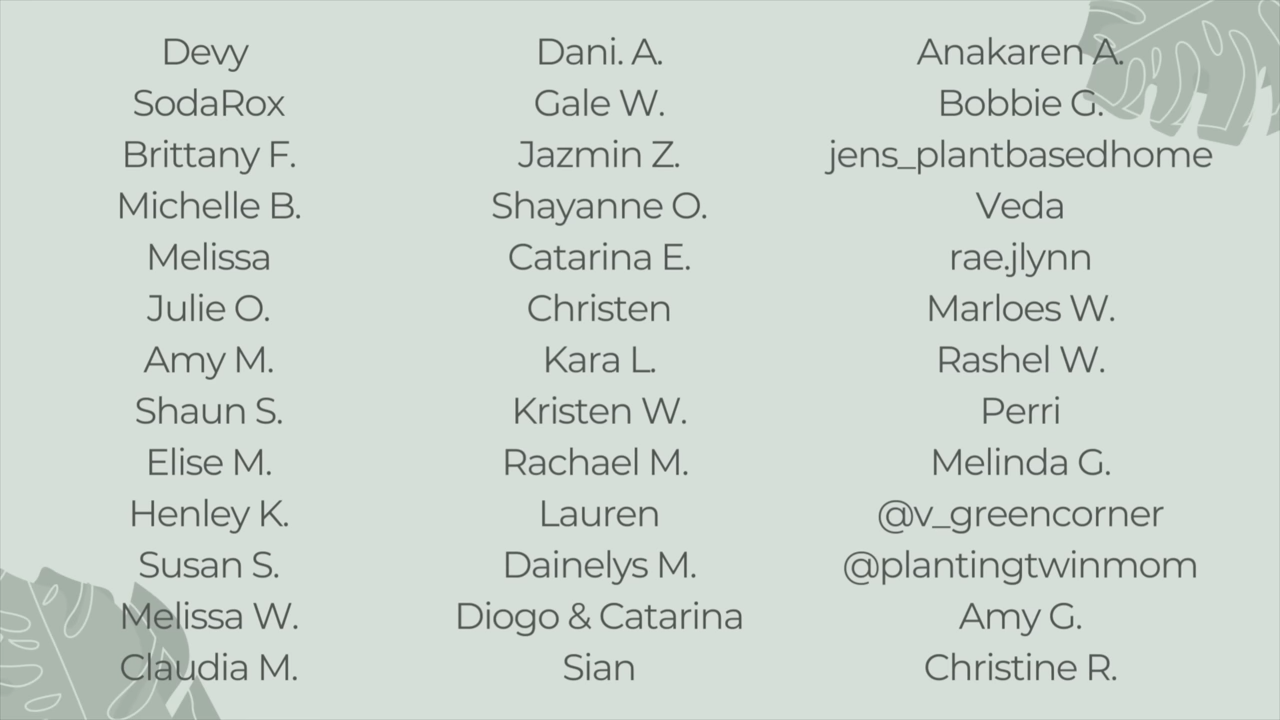 Devy
SodaRox
Brittany F.
Michelle B.
Melissa
Julie O.
Amy M.
Shaun S.
Elise M.
Henley K.
Susan S.
Melissa W.
Claudia M.
Dani. A.
Gale W.
Jazmin Z.
Shayanne O.
Catarina E.
Christen
Kara L.
Kristen W.
Rachael M.
Lauren
Dainelys M.
Diogo & Catarina
Sian
Anakaren A.
Bobbie G.
jens_plantbasedhome
Veda
rae.jlynn
Marloes W.
Rashel W.
Perri
Melinda G.
@v_greencorner
@plantingtwinmom
Amy G.
Christine R.